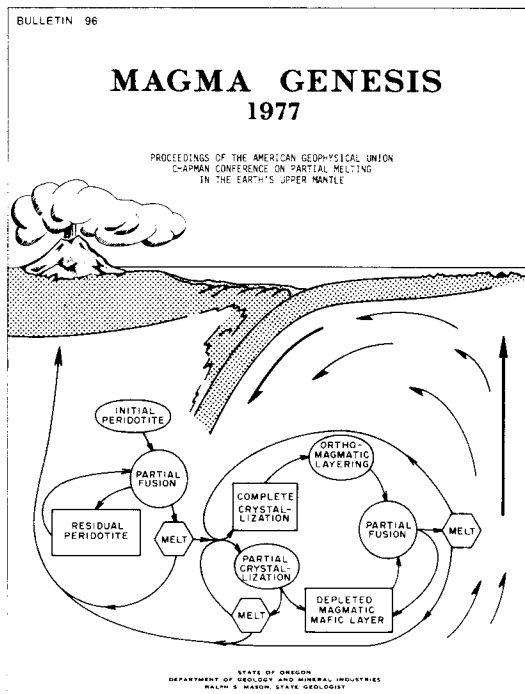 BULLETIN 96
MAGMA GENESIS
1977
PROCEEDINGS OF THE AMERICAN GEOPHYSICAL UNION
CHAPMAN CONFERENCE ON PARTIAL MELTING
IN THE EARTH'S UPPER MANTLE
INITIAL
PERIDOTITE
PARTIAL
FUSION
RESIDUAL
PERIDOTITE
MELT
COMPLETE
CRYSTAL-
LIZATION
ORTHO-
MAGMATIC
LAYERING
PARTIAL
CRYSTAL-
LIZATION
MELT
DEPLETED
MAGMATIC
MAFIC LAYER
PARTIAL
FUSION
MELT
STATE OF OREGON
DEPARTMENT OF GEOLOGY AND MINERAL INDUSTRIES
RALPH S. MASON, STATE GEOLOGIST